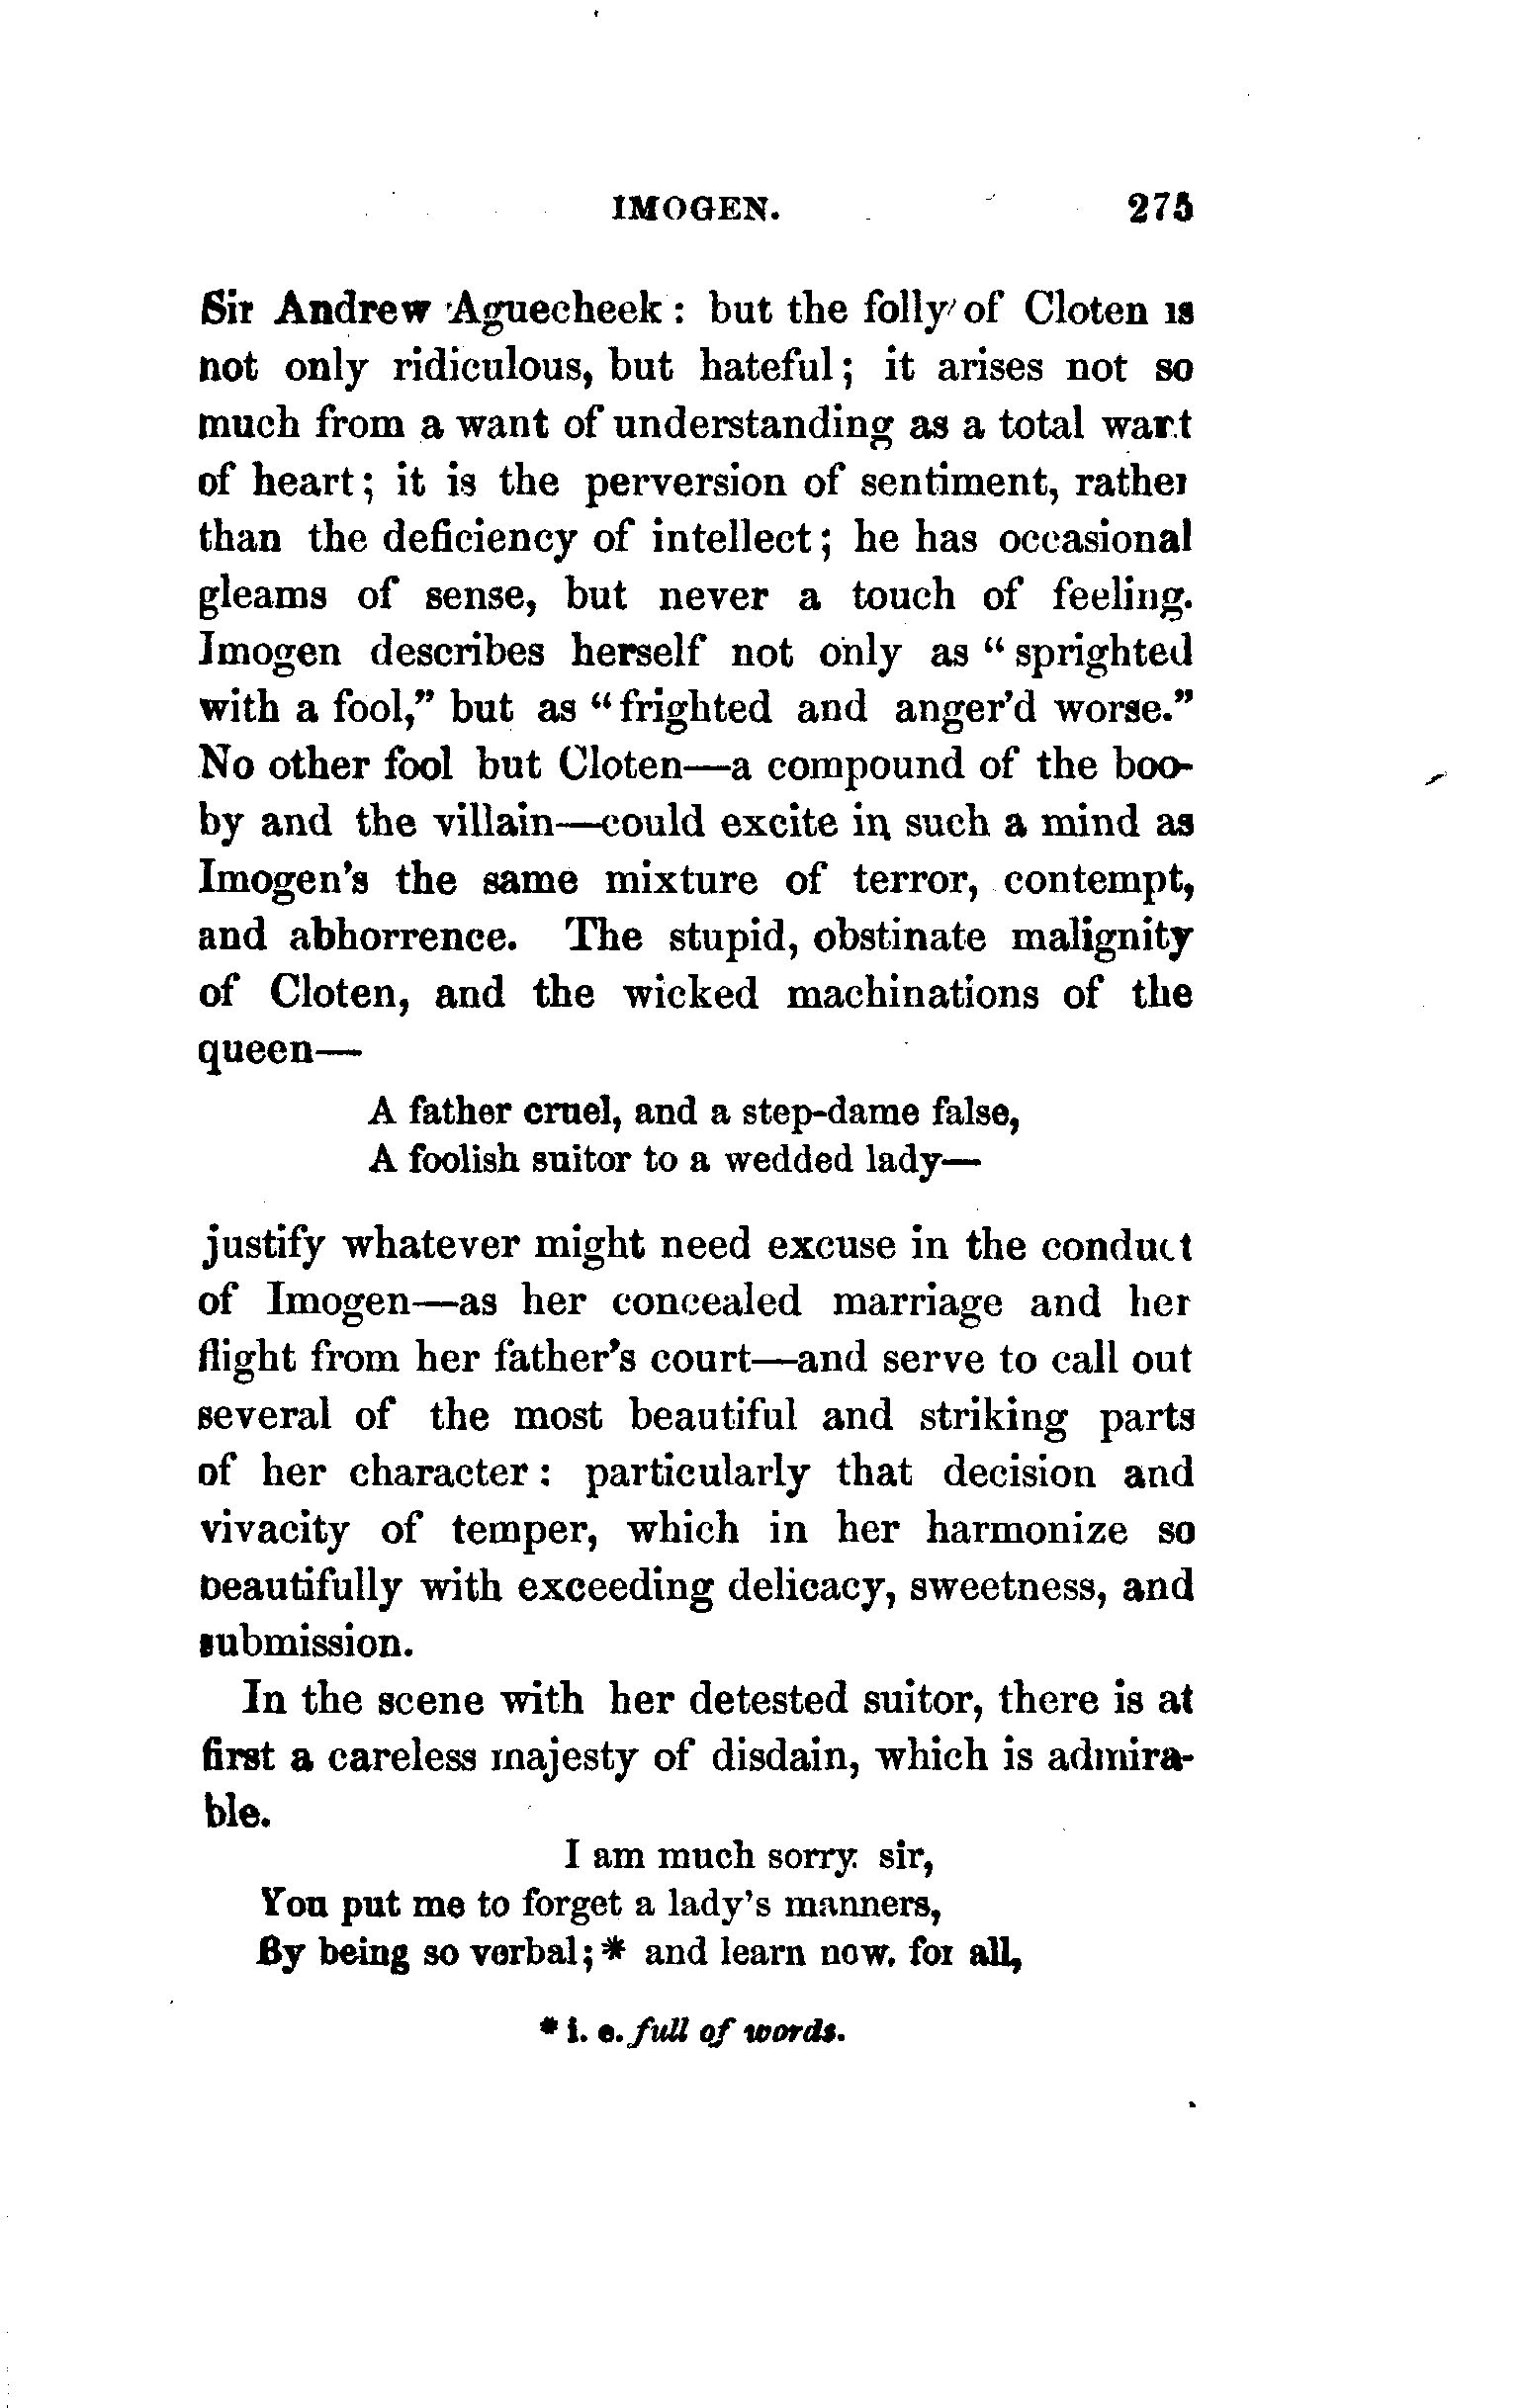 IMOGEN. 275
Sir Andrew Aguecheek: but the folly of Cloten is
not only ridiculous, but hateful; it arises not so
much from a want of understanding as a total want
of heart; it is the perversion of sentiment, rather
than the deficiency of intellect; he has occasional
gleams of sense, but never a touch of feeling.
Imogen describes herself not only as “sprighted
with a fool,” but as “frighted and anger’d worse.”
No other fool but Cloten—a compound of the boo-
by and the villain—could excite in such a mind as
Imogen’s the same mixture of terror, contempt,
and abhorrence. The stupid, obstinate malignity
of Cloten, and the wicked machinations of the
queen—
A father cruel, and a step-dame false,
A foolish suitor to a wedded lady—
justify whatever might need excuse in the conduct
of Imogen—as her concealed marriage and her
flight from her father’s court—and serve to call out
several of the most beautiful and striking parts
of her character: particularly that decision and
vivacity of temper, which in her harmonize so
beautifully with exceeding delicacy, sweetness, and
submission.
In the scene with her detested suitor, there is at
first a careless majesty of disdain, which is admira-
ble.
I am much sorry, sir,
You put me to forget a lady’s manners,
By being so verbal;* and learn now, for all,
* i. e. full of words.